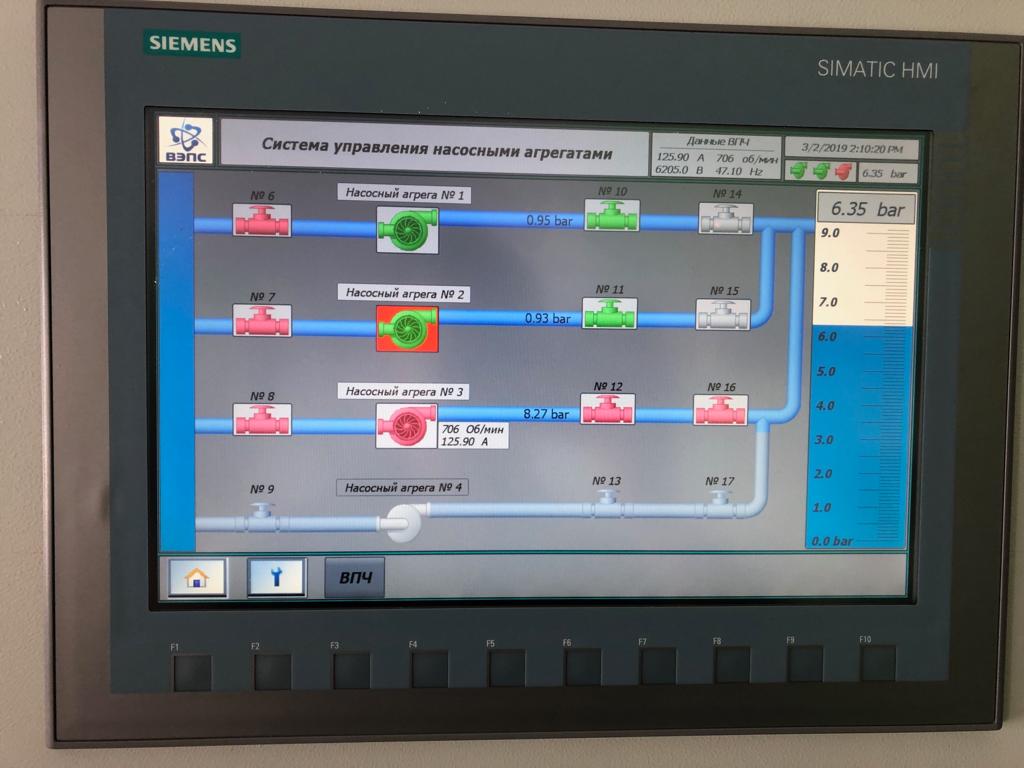 SIEMENS
SIMATIC HMI
ВЭПС
Система управления насосными агрегатами
Данные ВПЧ
125.90 A 706 об/мин
6205.0 B 47.10 Hz
3/2/2019 2:10:20 PM
6.35 bar
№ 6
Насосный агрега № 1
0.95 bar
№ 10
№ 14
6.35 bar
9.0
8.0
7.0
6.0
5.0
4.0
3.0
2.0
1.0
0.0 bar
№ 7
Насосный агрега № 2
0.93 bar
№ 11
№ 15
№ 8
Насосный агрега № 3
706 Об/мин
125.90 A
8.27 bar
№ 12
№ 16
№ 9
Насосный агрега № 4
№ 13
№ 17
ВПЧ
F1
F2
F3
F4
F5
F6
F7
F8
F9
F10